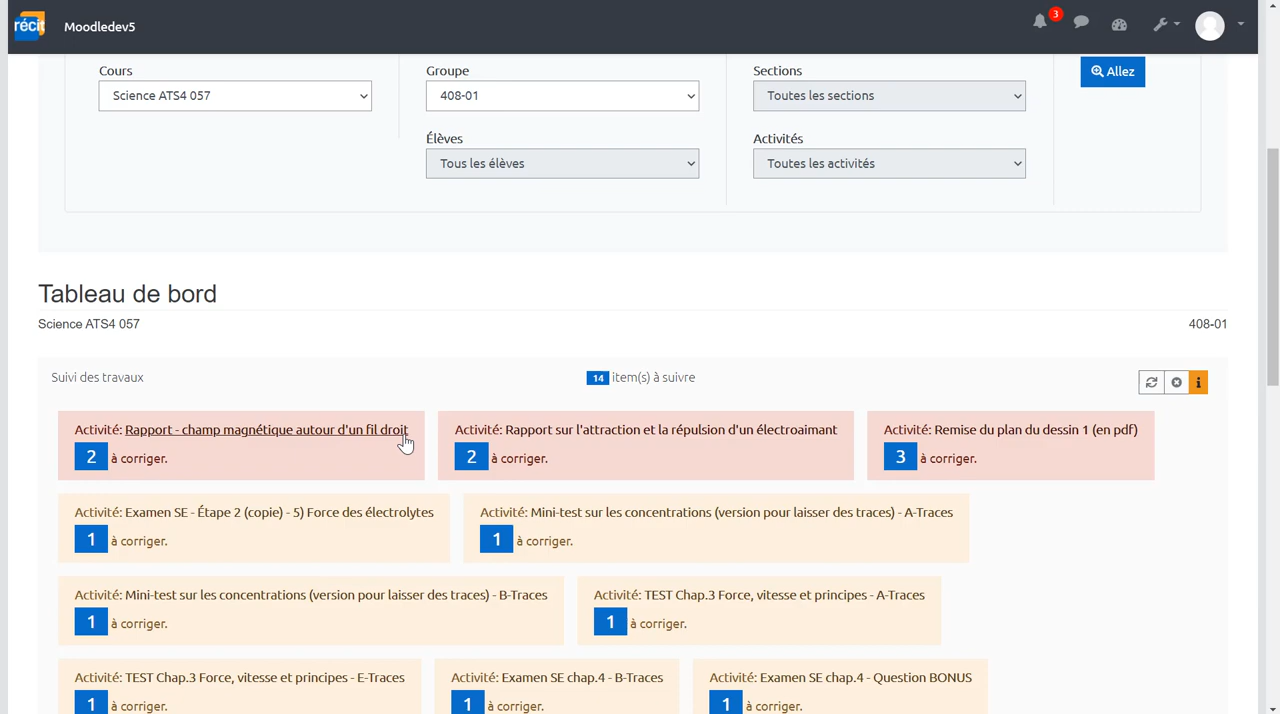 récit Moodledev5 3
Cours Groupe Sections
Allez
Science ATS4 057 408-01 Toutes les sections
Élèves Activités
Tous les élèves Toutes les activités
Tableau de bord
Science ATS4 057 408-01
Suivi des travaux 14 item(s) à suivre
Activité: Rapport - champ magnétique autour d'un fil droit
2 à corriger.
Activité: Rapport sur l'attraction et la répulsion d'un électroaimant
2 à corriger.
Activité: Remise du plan du dessin 1 (en pdf)
3 à corriger.
Activité: Examen SE - Étape 2 (copie) - 5) Force des électrolytes
1 à corriger.
Activité: Mini-test sur les concentrations (version pour laisser des traces) - A-Traces
1 à corriger.
Activité: Mini-test sur les concentrations (version pour laisser des traces) - B-Traces
1 à corriger.
Activité: TEST Chap.3 Force, vitesse et principes - A-Traces
1 à corriger.
Activité: TEST Chap.3 Force, vitesse et principes - E-Traces
1 à corriger.
Activité: Examen SE chap.4 - B-Traces
1 à corriger.
Activité: Examen SE chap.4 - Question BONUS
1 à corriger.